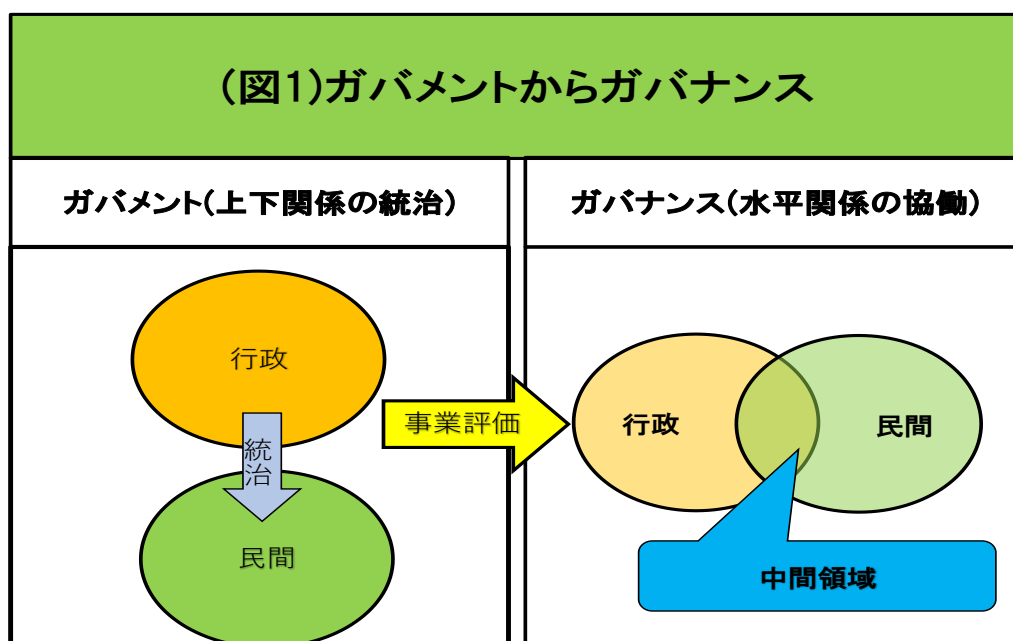 (図1)ガバメントからガバナンス
ガバメント(上下関係の統治)
ガバナンス(水平関係の協働)
行政
統治
民間
事業評価
行政
民間
中間領域